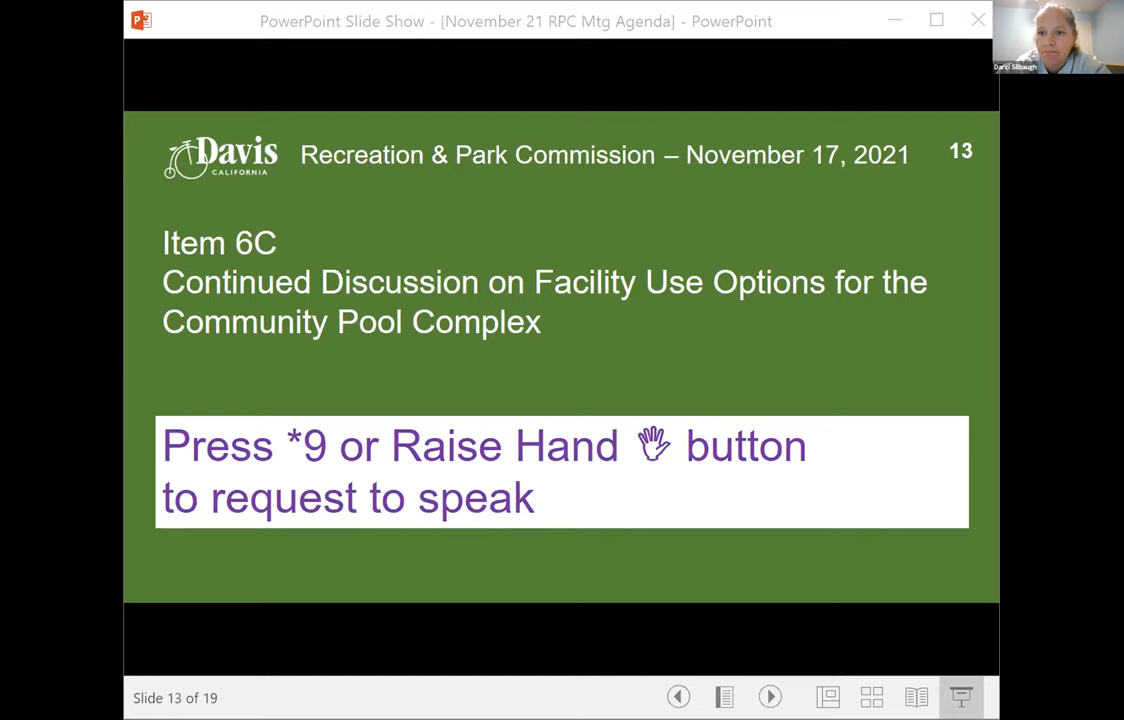 PowerPoint Slide Show - [November 21 RPC Mtg Agenda] - PowerPoint
Darci Silbaugh
Davis
CALIFORNIA
Recreation & Park Commission – November 17, 2021
13
Item 6C
Continued Discussion on Facility Use Options for the
Community Pool Complex
Press *9 or Raise Hand button
to request to speak
Slide 13 of 19